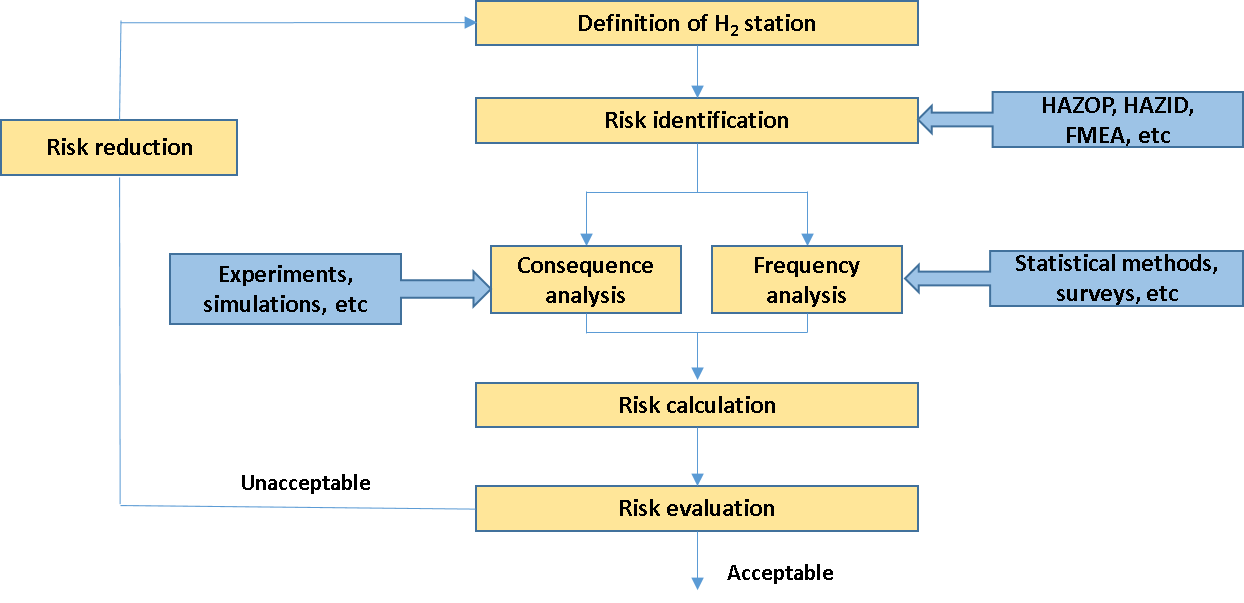 Definition of H₂ station
Risk identification
HAZOP, HAZID,
FMEA, etc
Risk reduction
Experiments,
simulations, etc
Consequence
analysis
Frequency
analysis
Statistical methods,
surveys, etc
Risk calculation
Unacceptable
Risk evaluation
Acceptable